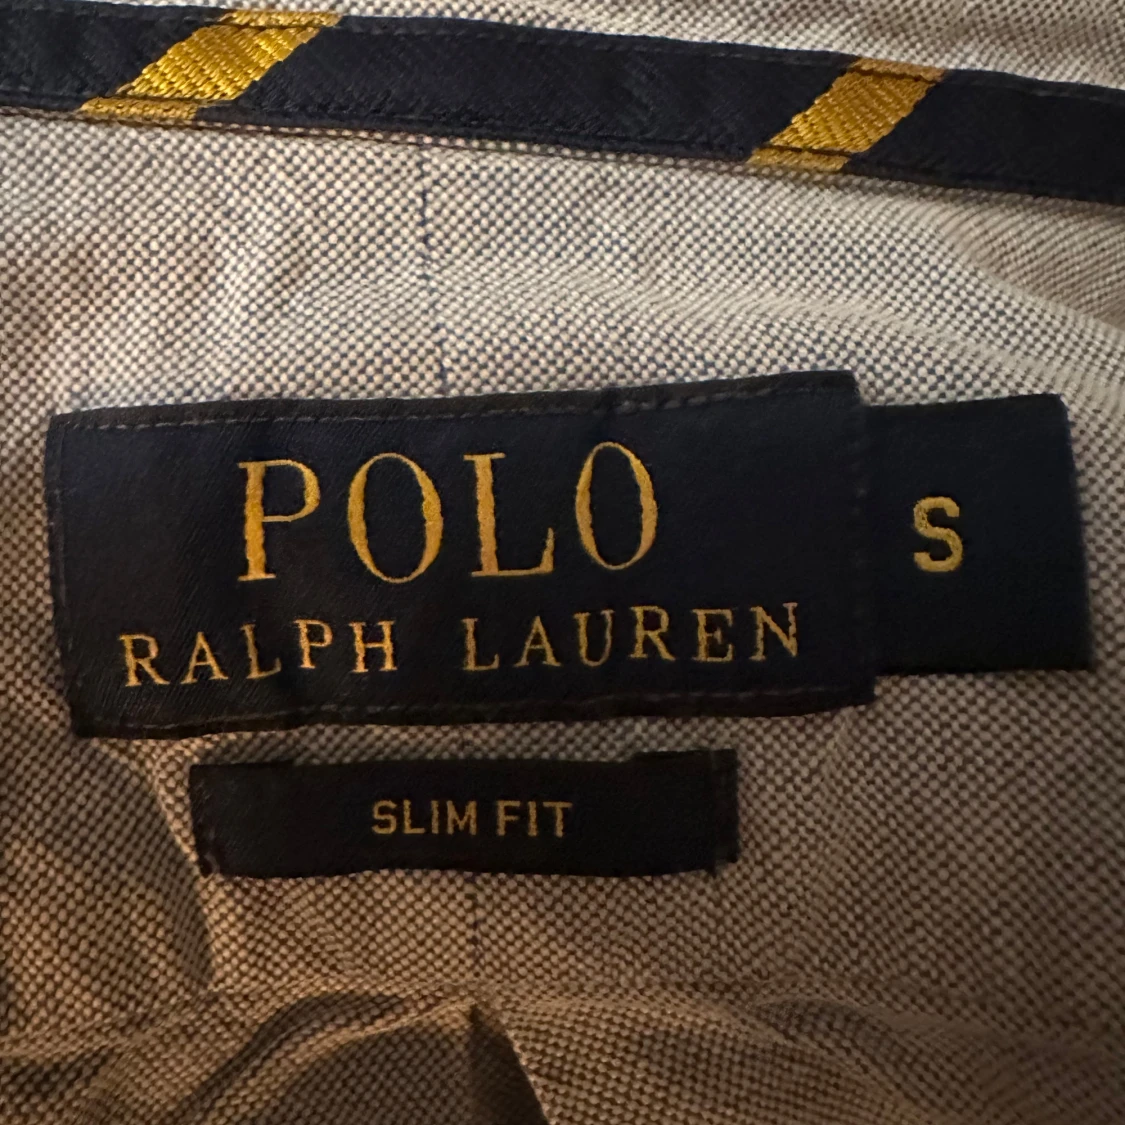 POLO
RALPH LAUREN
S
SLIM FIT